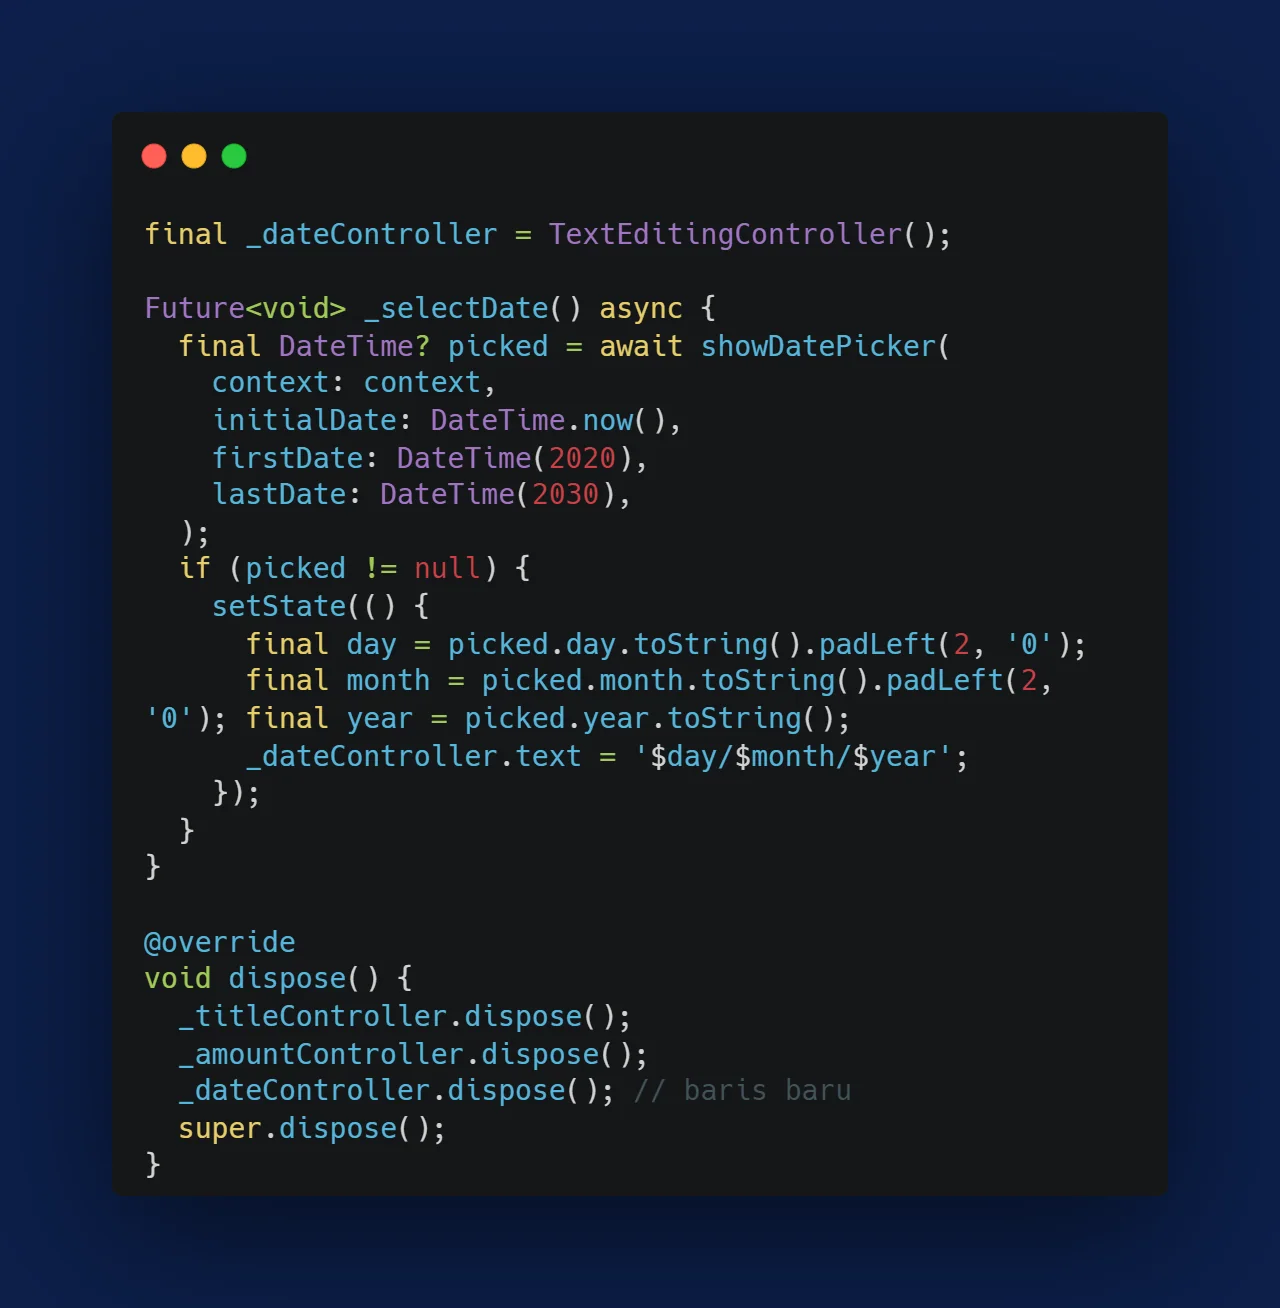 final _dateController = TextEditingController();

Future<void> _selectDate() async {
  final DateTime? picked = await showDatePicker(
    context: context,
    initialDate: DateTime.now(),
    firstDate: DateTime(2020),
    lastDate: DateTime(2030),
  );
  if (picked != null) {
    setState(() {
      final day = picked.day.toString().padLeft(2, '0');
      final month = picked.month.toString().padLeft(2,
'0'); final year = picked.year.toString();
      _dateController.text = '$day/$month/$year';
    });
  }
}

@override
void dispose() {
  _titleController.dispose();
  _amountController.dispose();
  _dateController.dispose(); // baris baru
  super.dispose();
}